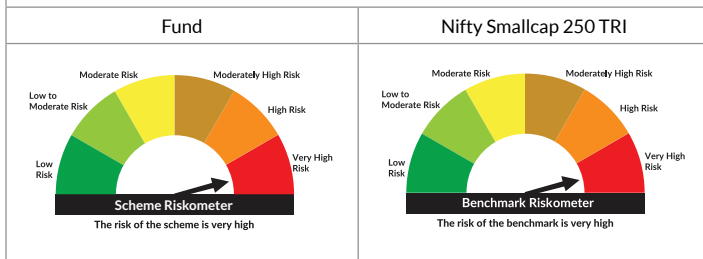 Fund
Nifty Smallcap 250 TRI
Moderate Risk
Moderately High Risk
Low to
Moderate Risk
High Risk
Low
Risk
Very High
Risk
Scheme Riskometer
The risk of the scheme is very high
Moderate Risk
Moderately High Risk
Low to
Moderate Risk
High Risk
Low
Risk
Very High
Risk
Benchmark Riskometer
The risk of the benchmark is very high